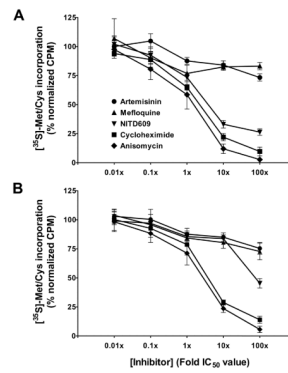 A
[³⁵S]-Met/Cys incorporation
(% normalized CPM)
125
100
75
50
25
0
Artemisinin
Mefloquine
NITD609
Cycloheximide
Anisomycin
0.01x 0.1x 1x 10x 100x
B
[³⁵S]-Met/Cys incorporation
(% normalized CPM)
125
100
75
50
25
0
0.01x 0.1x 1x 10x 100x
[Inhibitor] (Fold IC₅₀ value)